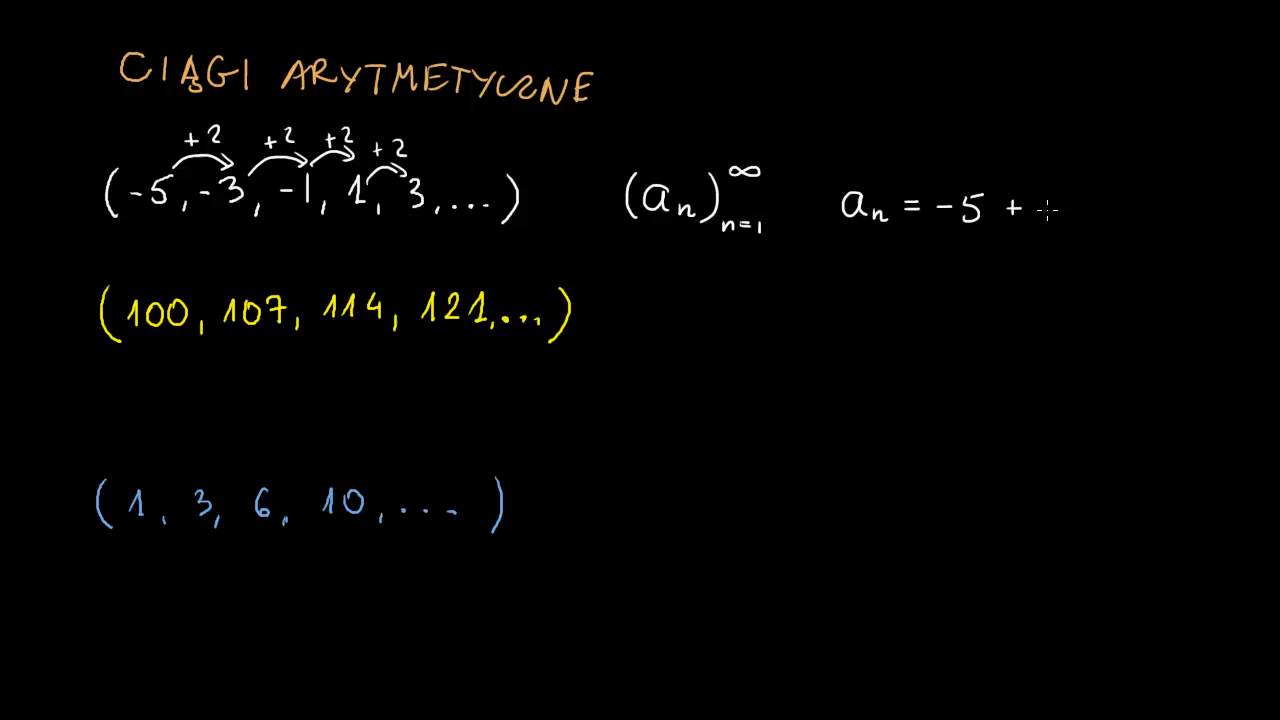 CIĄGI ARYTMETYCZNE
+2 +2 +2 +2
(-5, -3, -1, 1, 3, ...) (aₙ)∞ₙ₌₁ aₙ = -5 +
(100, 107, 114, 121, ...)
(1, 3, 6, 10, ...)